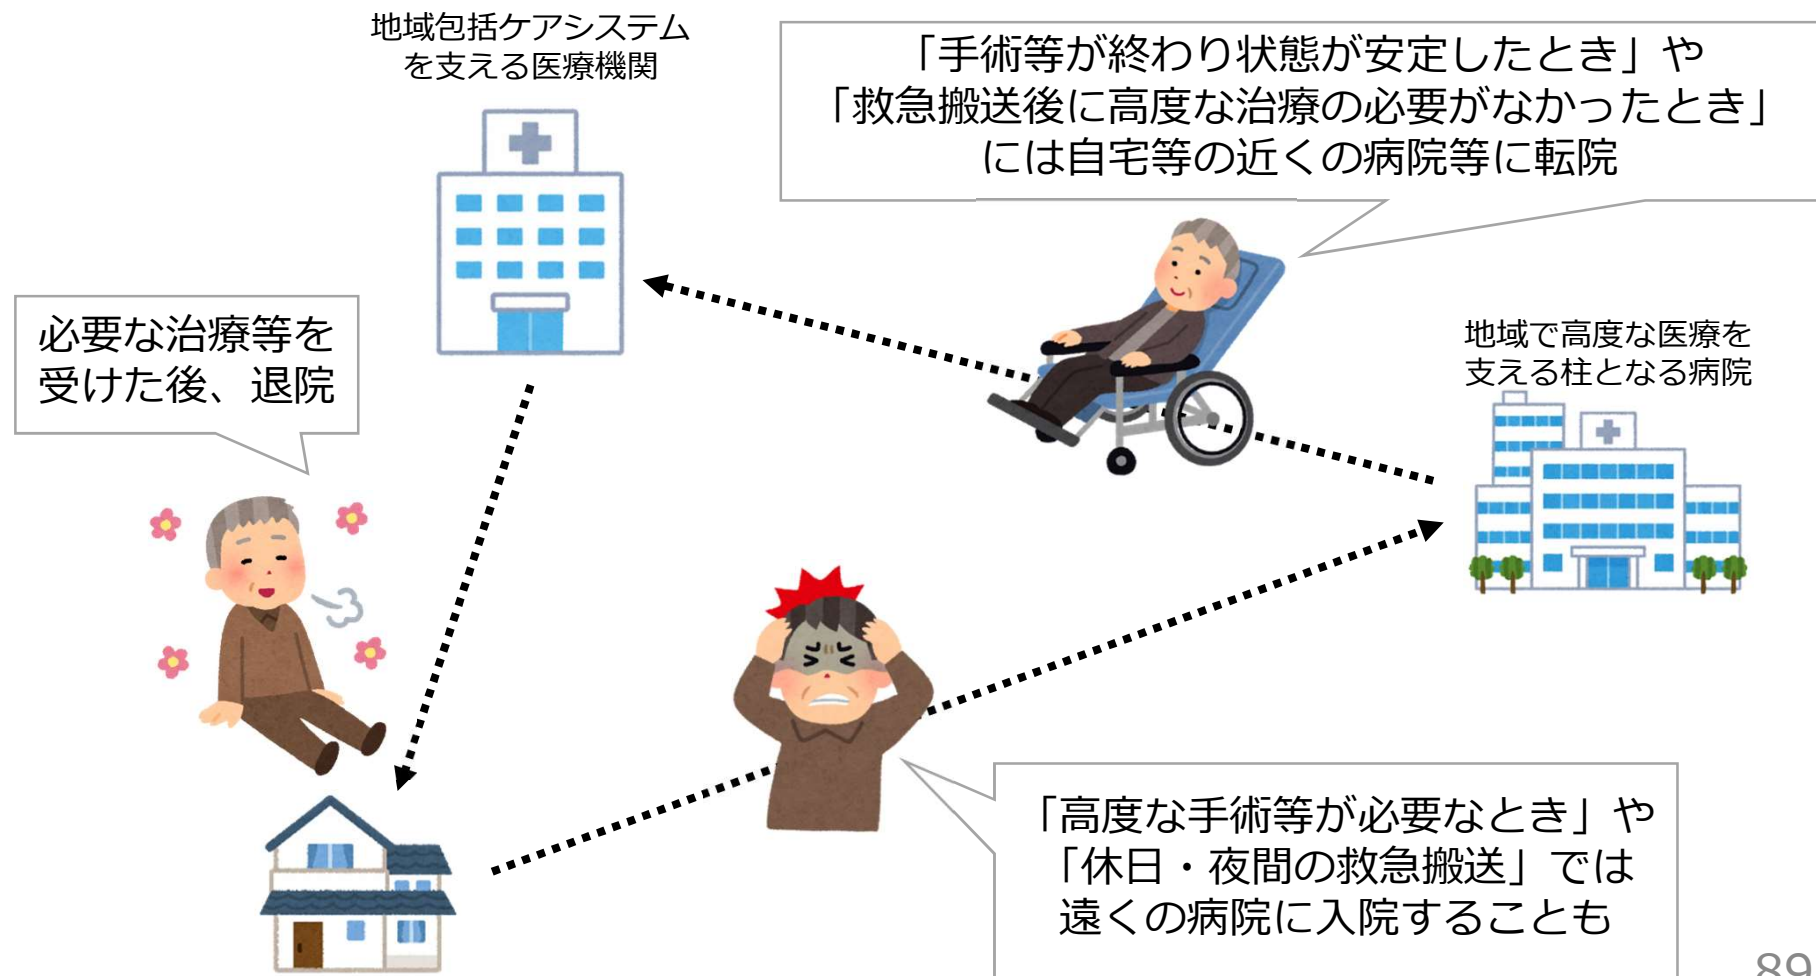 地域包括ケアシステム
を支える医療機関
「手術等が終わり状態が安定したとき」や
「救急搬送後に高度な治療の必要がなかったとき」
には自宅等の近くの病院等に転院
必要な治療等を
受けた後、退院
地域で高度な医療を
支える柱となる病院
「高度な手術等が必要なとき」や
「休日・夜間の救急搬送」では
遠くの病院に入院することも
89